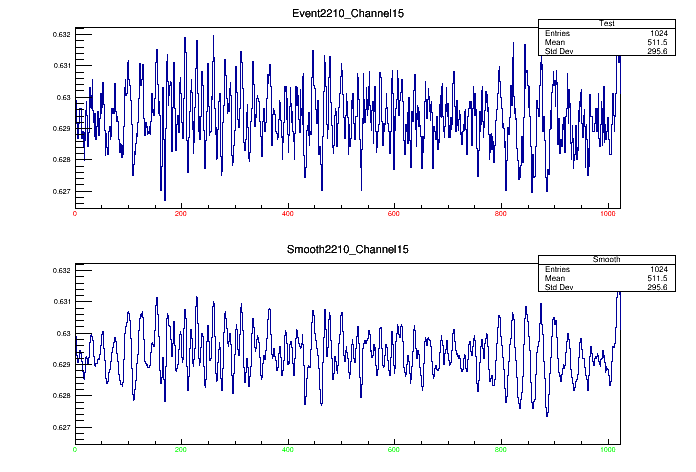 Event2210_Channel15
Test
Entries 1024
Mean 511.5
Std Dev 295.6
0.632
0.631
0.63
0.629
0.628
0.627
0 200 400 600 800 1000
Smooth2210_Channel15
Smooth
Entries 1024
Mean 511.5
Std Dev 295.6
0.632
0.631
0.63
0.629
0.628
0.627
0 200 400 600 800 1000